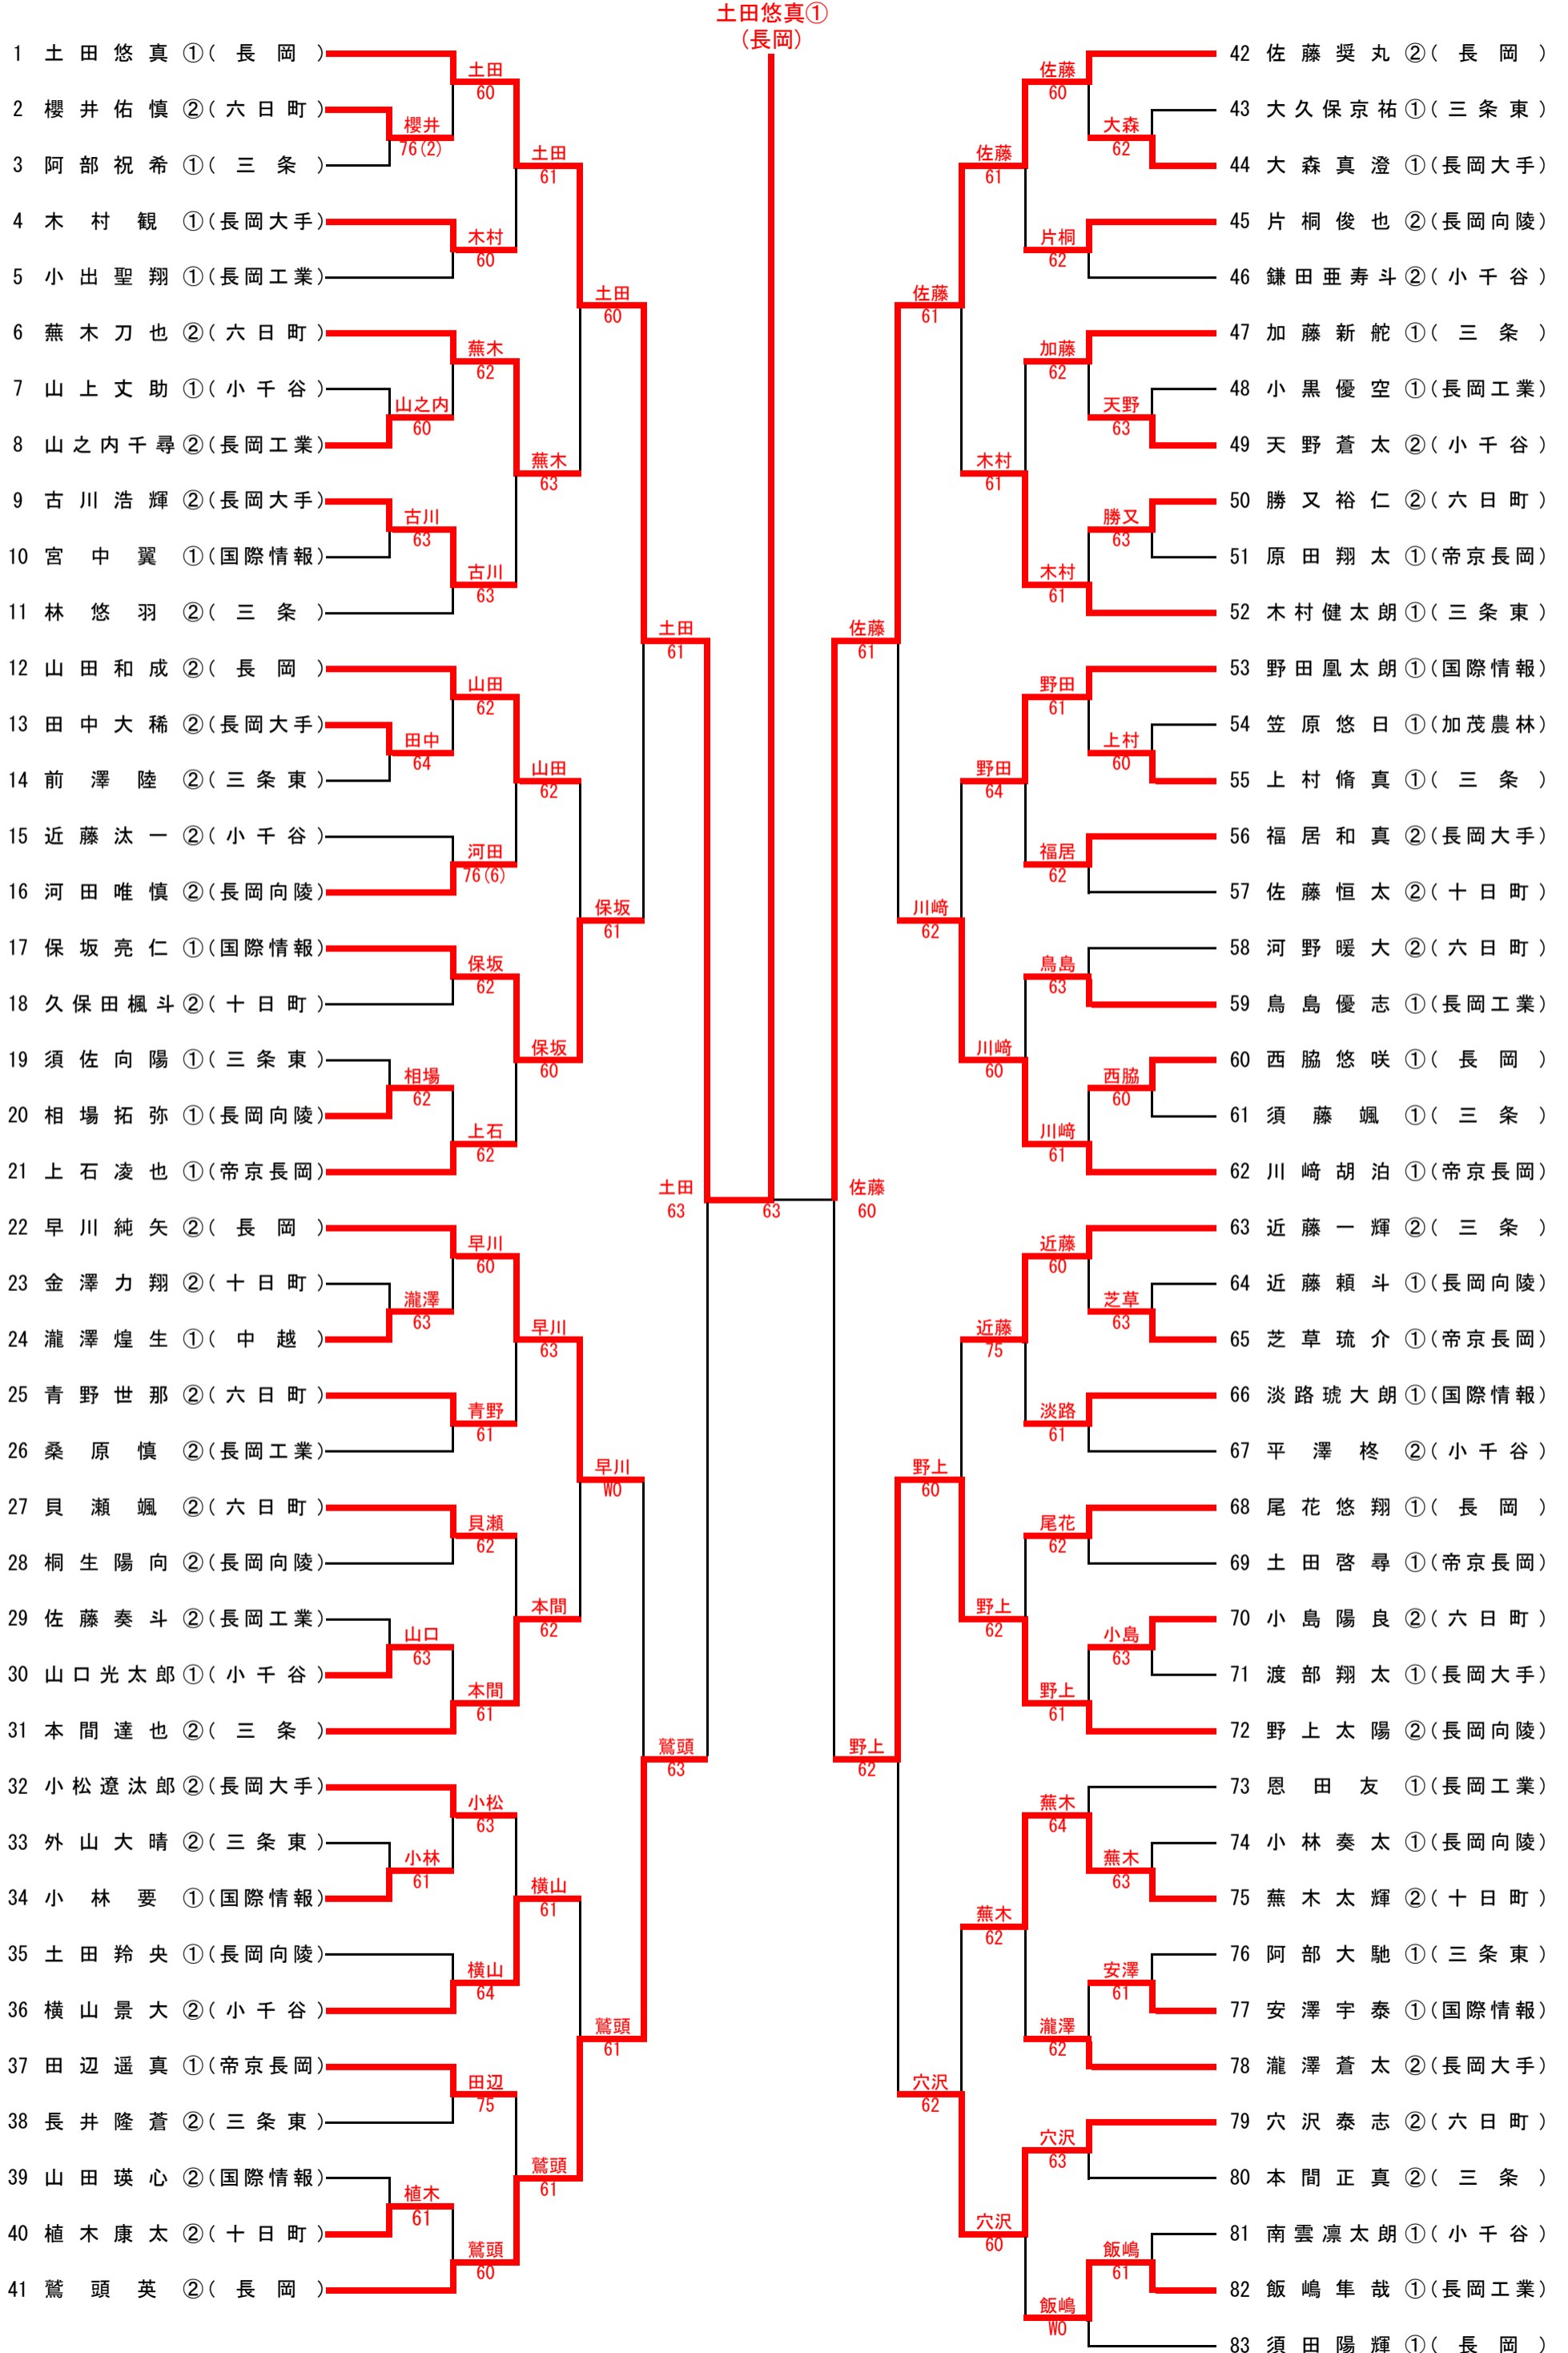 土田悠真①
(長岡)
1 土田悠真①(長岡)
2 櫻井佑慎②(六日町)
3 阿部祝希①(三条)
4 木村観①(長岡大手)
5 小出聖翔①(長岡工業)
6 蕪木刀也②(六日町)
7 山上丈助①(小千谷)
8 山之内千尋②(長岡工業)
9 古川浩輝②(長岡大手)
10 宮中翼①(国際情報)
11 林悠羽②(三条)
12 山田和成②(長岡)
13 田中大稀②(長岡大手)
14 前澤陸②(三条東)
15 近藤汰一②(小千谷)
16 河田唯慎②(長岡向陵)
17 保坂亮仁①(国際情報)
18 久保田楓斗②(十日町)
19 須佐向陽①(三条東)
20 相場拓弥①(長岡向陵)
21 上石凌也①(帝京長岡)
22 早川純矢②(長岡)
23 金澤力翔②(十日町)
24 瀧澤煌生①(中越)
25 青野世那②(六日町)
26 桑原慎②(長岡工業)
27 貝瀬颯②(六日町)
28 桐生陽向②(長岡向陵)
29 佐藤奏斗②(長岡工業)
30 山口光太郎①(小千谷)
31 本間達也②(三条)
32 小松遼汰郎②(長岡大手)
33 外山大晴②(三条東)
34 小林要①(国際情報)
35 土田羚央①(長岡向陵)
36 横山景大②(小千谷)
37 田辺遥真①(帝京長岡)
38 長井隆蒼②(三条東)
39 山田瑛心②(国際情報)
40 植木康太②(十日町)
41 鷲頭英②(長岡)
櫻井
76(2)
山之内
60
古川
63
田中
64
相場
62
瀧澤
63
山口
63
小林
61
植木
61
土田
60
木村
60
蕪木
62
古川
63
山田
62
河田
76(6)
保坂
62
上石
62
早川
60
青野
61
貝瀬
62
本間
61
小松
63
横山
64
田辺
75
鷲頭
60
土田
61
蕪木
63
山田
62
保坂
60
早川
63
本間
62
横山
61
鷲頭
61
土田
60
保坂
61
早川
WO
鷲頭
61
土田
61
鷲頭
63
土田
63
63
佐藤
60
佐藤
61
野上
62
佐藤
61
川﨑
62
野上
60
穴沢
62
佐藤
61
木村
61
野田
64
川﨑
60
近藤
75
野上
62
蕪木
62
穴沢
60
佐藤
60
片桐
62
加藤
62
木村
61
野田
61
福居
62
鳥島
63
川﨑
61
近藤
60
淡路
61
尾花
62
野上
61
蕪木
64
瀧澤
62
穴沢
63
飯嶋
WO
大森
62
天野
63
勝又
63
上村
60
西脇
60
芝草
63
小島
63
蕪木
63
安澤
61
飯嶋
61
42 佐藤奨丸②(長岡)
43 大久保京祐①(三条東)
44 大森真澄①(長岡大手)
45 片桐俊也②(長岡向陵)
46 鎌田亜寿斗②(小千谷)
47 加藤新舵①(三条)
48 小黒優空①(長岡工業)
49 天野蒼太②(小千谷)
50 勝又裕仁②(六日町)
51 原田翔太①(帝京長岡)
52 木村健太朗①(三条東)
53 野田凰太朗①(国際情報)
54 笠原悠日①(加茂農林)
55 上村脩真①(三条)
56 福居和真②(長岡大手)
57 佐藤恒太②(十日町)
58 河野暖大②(六日町)
59 鳥島優志①(長岡工業)
60 西脇悠咲①(長岡)
61 須藤颯①(三条)
62 川﨑胡泊①(帝京長岡)
63 近藤一輝②(三条)
64 近藤頼斗①(長岡向陵)
65 芝草琉介①(帝京長岡)
66 淡路琥大朗①(国際情報)
67 平澤柊②(小千谷)
68 尾花悠翔①(長岡)
69 土田啓尋①(帝京長岡)
70 小島陽良②(六日町)
71 渡部翔太①(長岡大手)
72 野上太陽②(長岡向陵)
73 恩田友①(長岡工業)
74 小林奏太①(長岡向陵)
75 蕪木太輝②(十日町)
76 阿部大馳①(三条東)
77 安澤宇泰①(国際情報)
78 瀧澤蒼太②(長岡大手)
79 穴沢泰志②(六日町)
80 本間正真②(三条)
81 南雲凛太朗①(小千谷)
82 飯嶋隼哉①(長岡工業)
83 須田陽輝①(長岡)